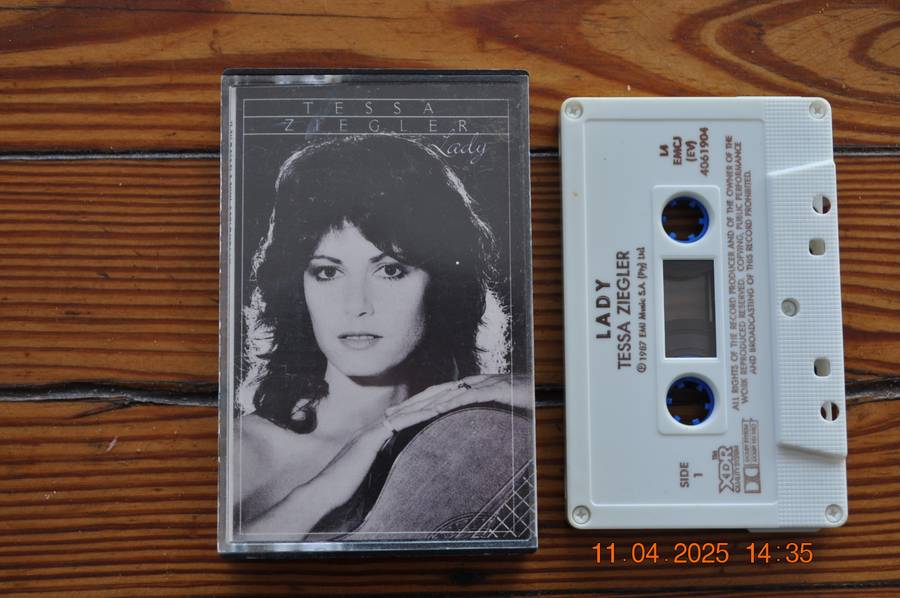 TESSA
ZIEGLER
Lady
LADY
TESSA ZIEGLER
℗ 1987 EMI Music S.A. (Pty) Ltd.
L4
EMCJ
(EV)
4061904
ALL RIGHTS OF THE RECORD PRODUCER AND OF THE OWNER OF THE
WORK REPRODUCED RESERVED. COPYING, PUBLIC PERFORMANCE
AND BROADCASTING OF THIS RECORD PROHIBITED.
SIDE
1
XDR
DOLBY SYSTEM
11.04.2025 14:35